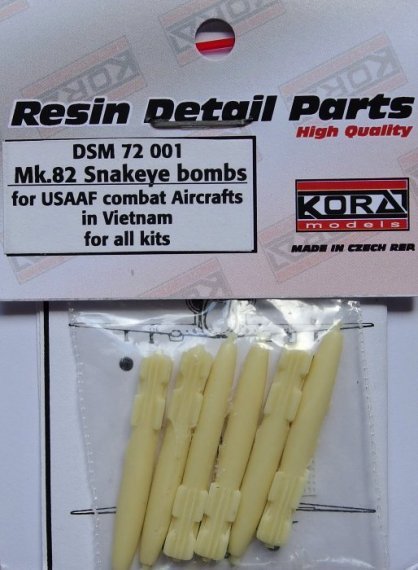 Resin Detail Parts
High Quality
DSM 72 001
Mk.82 Snakeye bombs
for USAAF combat Aircrafts
in Vietnam
for all kits
KORA
models
MADE IN CZECH REP.